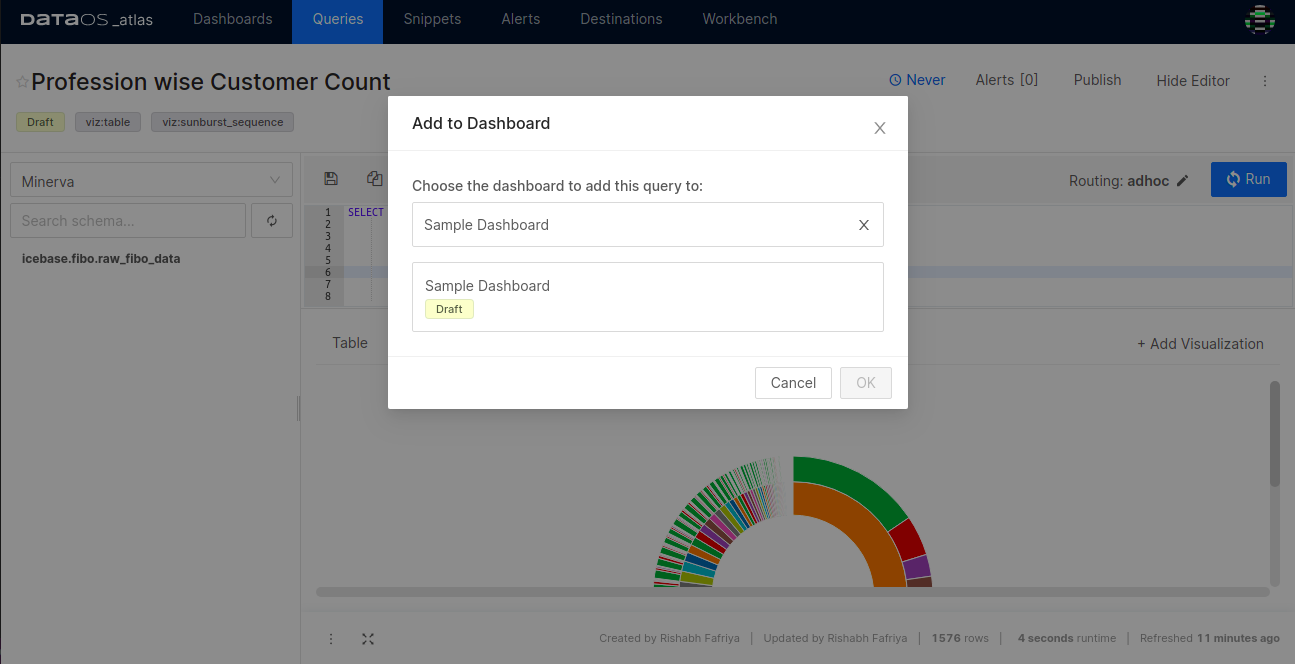 DATAOS _atlas
Dashboards
Queries
Snippets
Alerts
Destinations
Workbench
Profession wise Customer Count
Never
Alerts [0]
Publish
Hide Editor
Draft
viz:table
viz:sunburst_sequence
Add to Dashboard
Minerva
Choose the dashboard to add this query to:
Routing: adhoc
Run
Search schema...
1
SELECT
2
3
4
5
6
7
8
Sample Dashboard
icebase.fibo.raw_fibo_data
Sample Dashboard
Draft
Table
+ Add Visualization
Cancel
OK
Created by Rishabh Fafriya
Updated by Rishabh Fafriya
1576 rows
4 seconds runtime
Refreshed 11 minutes ago